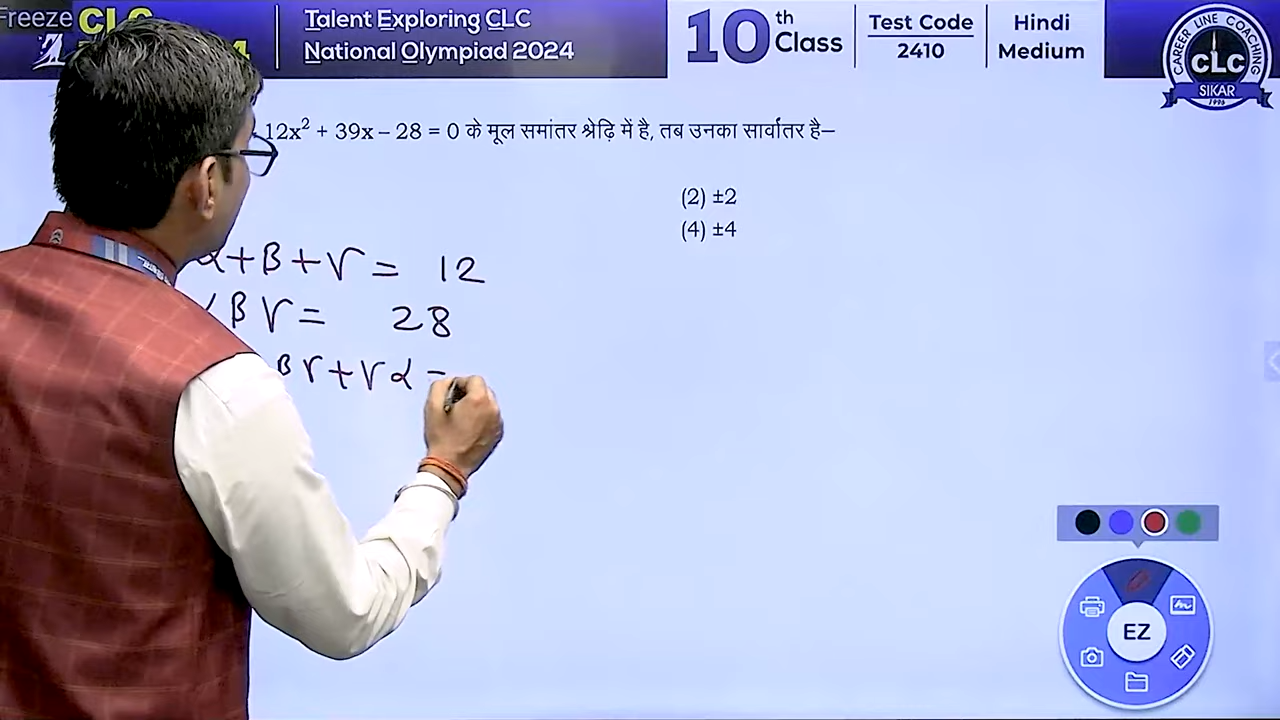 Freeze CLC
Talent Exploring CLC
National Olympiad 2024
10th Class
Test Code
2410
Hindi
Medium
CAREER LINE COACHING
CLC
SIKAR
1996
12x² + 39x – 28 = 0 के मूल समांतर श्रेढ़ि में है, तब उनका सार्वांतर है–
(2) ±2
(4) ±4
α+β+γ = 12
βγ = 28
βγ+γα =
EZ